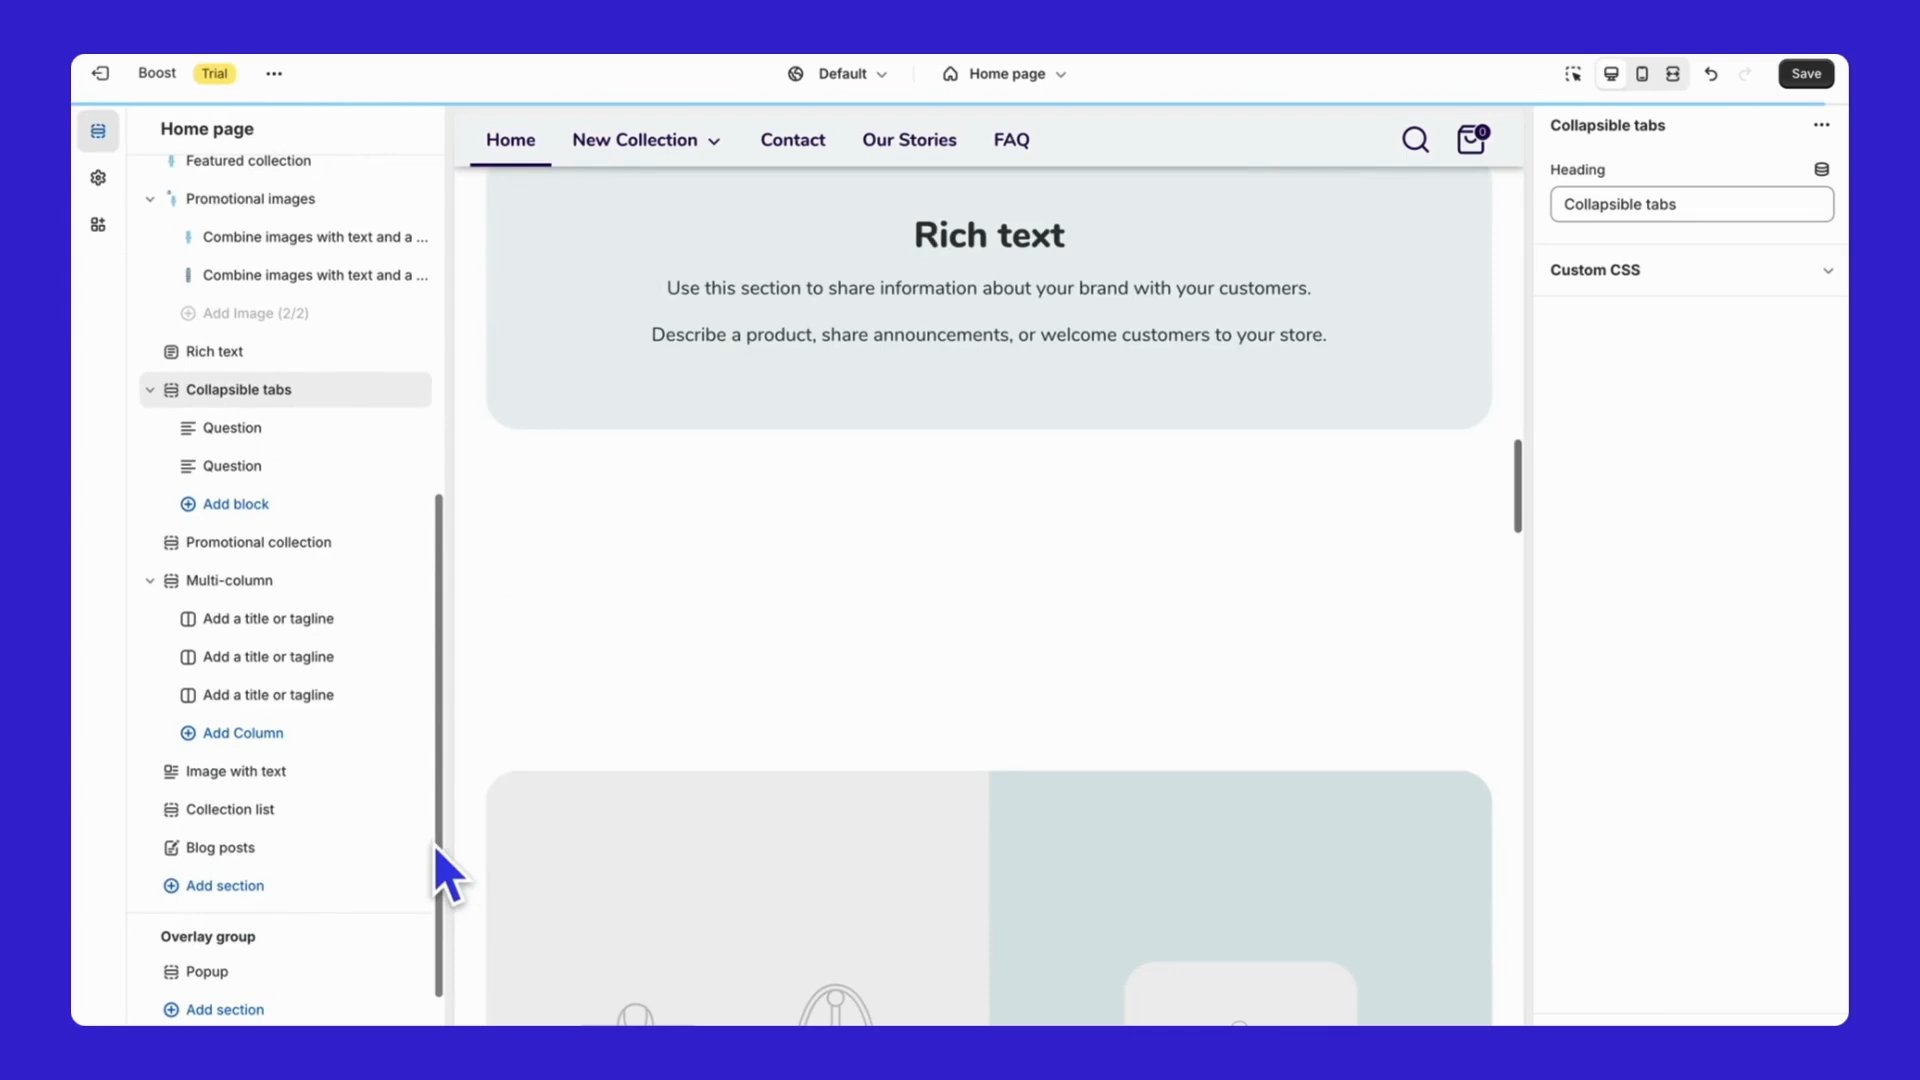 Boost
Trial
Default
Home page
Save
Home page
Featured collection
Promotional images
Combine images with text and a ...
Combine images with text and a ...
Add Image (2/2)
Rich text
Collapsible tabs
Question
Question
Add block
Promotional collection
Multi-column
Add a title or tagline
Add a title or tagline
Add a title or tagline
Add Column
Image with text
Collection list
Blog posts
Add section
Overlay group
Popup
Add section
Home
New Collection
Contact
Our Stories
FAQ
0
Rich text
Use this section to share information about your brand with your customers.
Describe a product, share announcements, or welcome customers to your store.
Collapsible tabs
Heading
Collapsible tabs
Custom CSS